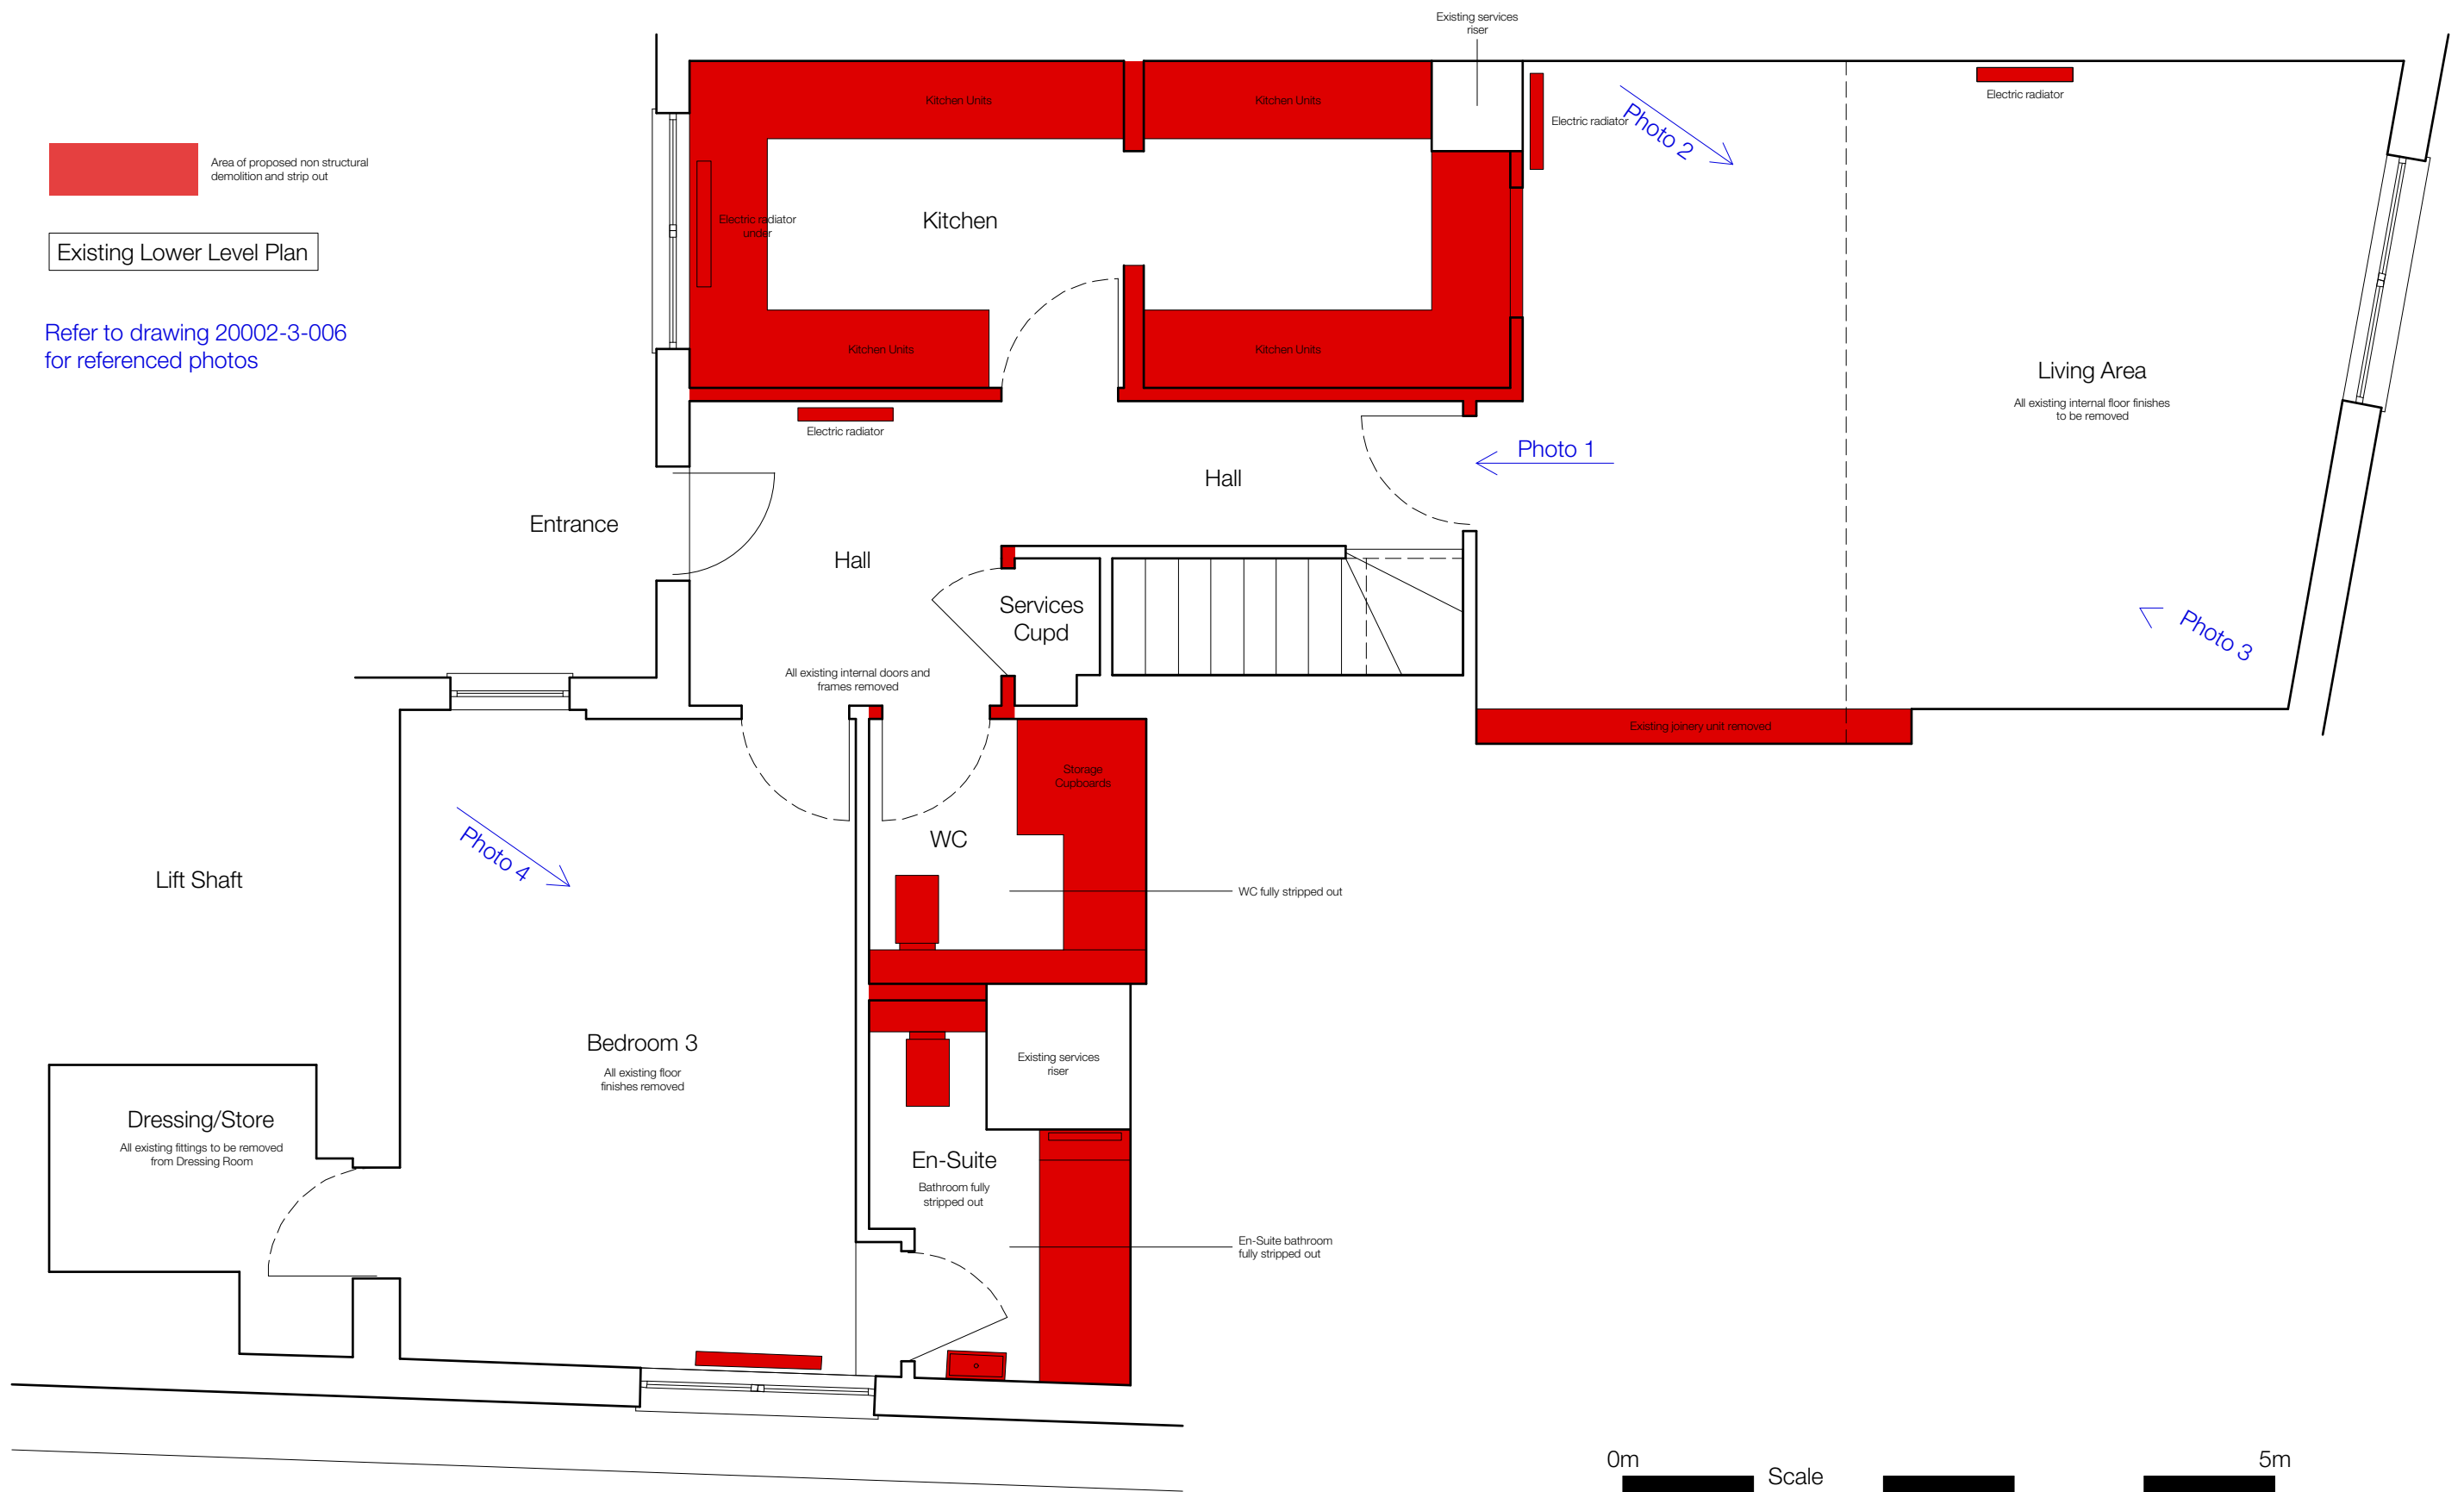 Existing services
riser
Kitchen Units
Kitchen Units
Electric radiator
Electric radiator
Photo 2
Area of proposed non structural
demolition and strip out
Existing Lower Level Plan
Electric radiator
under
Kitchen
Refer to drawing 20002-3-006
for referenced photos
Kitchen Units
Kitchen Units
Living Area
All existing internal floor finishes
to be removed
Electric radiator
Photo 1
Hall
Entrance
Hall
Services
Cupd
Photo 3
All existing internal doors and
frames removed
Existing joinery unit removed
Storage
Cupboards
Photo 4
WC
Lift Shaft
WC fully stripped out
Bedroom 3
All existing floor
finishes removed
Existing services
riser
Dressing/Store
All existing fittings to be removed
from Dressing Room
En-Suite
Bathroom fully
stripped out
En-Suite bathroom
fully stripped out
0m
Scale
5m